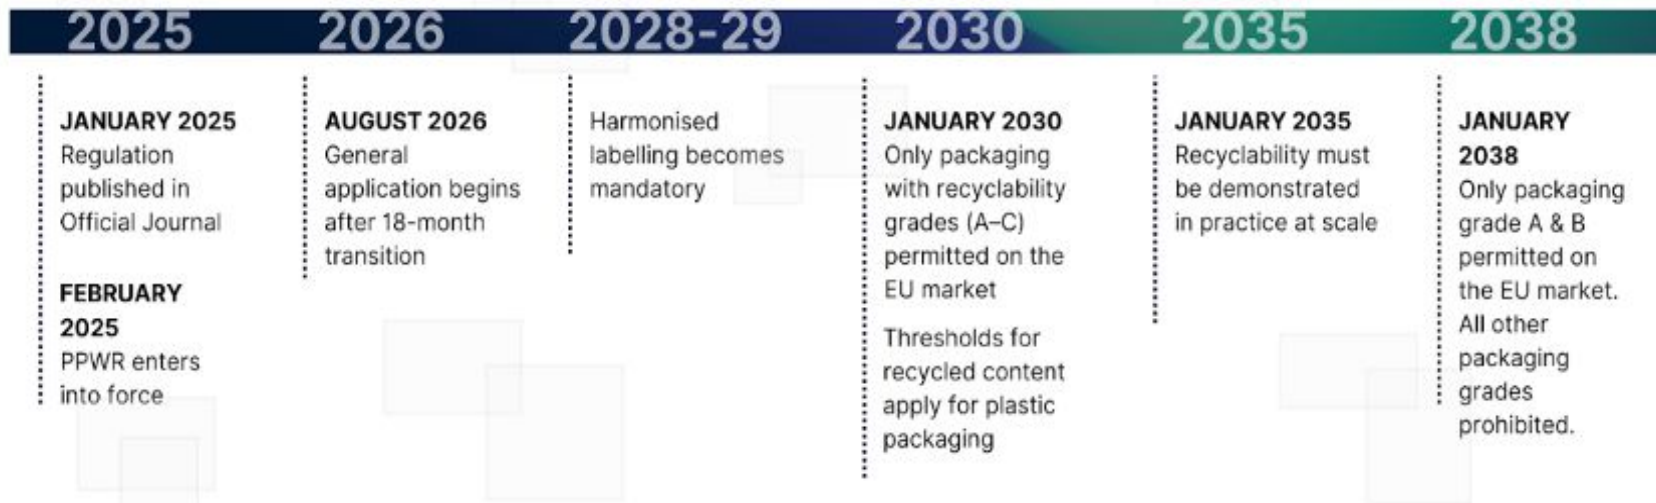 2025
2026
2028-29
2030
2035
2038
JANUARY 2025
Regulation
published in
Official Journal
FEBRUARY
2025
PPWR enters
into force
AUGUST 2026
General
application begins
after 18-month
transition
Harmonised
labelling becomes
mandatory
JANUARY 2030
Only packaging
with recyclability
grades (A–C)
permitted on the
EU market
Thresholds for
recycled content
apply for plastic
packaging
JANUARY 2035
Recyclability must
be demonstrated
in practice at scale
JANUARY
2038
Only packaging
grade A & B
permitted on
the EU market.
All other
packaging
grades
prohibited.